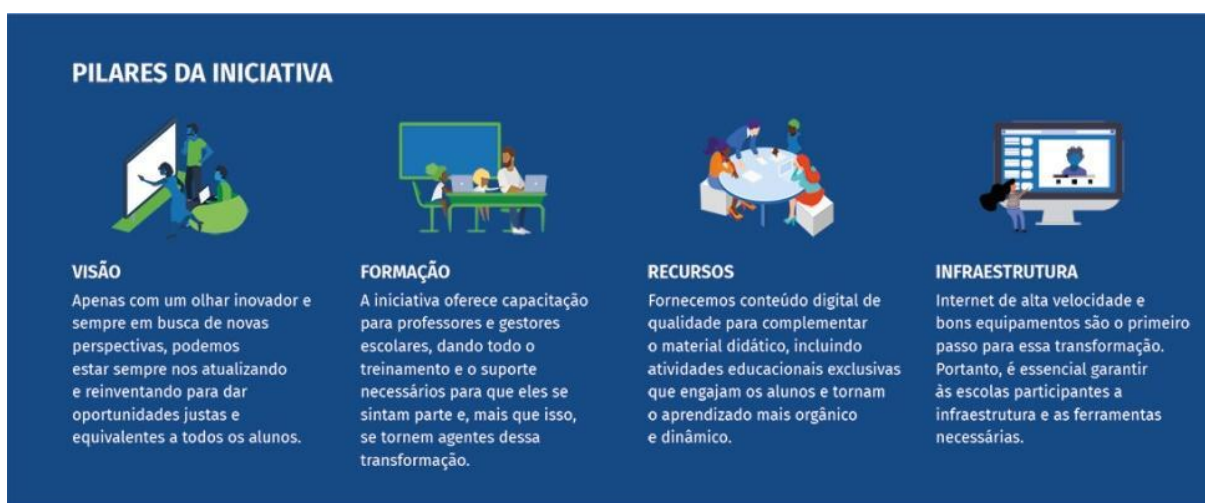 PILARES DA INICIATIVA
VISÃO
Apenas com um olhar inovador e
sempre em busca de novas
perspectivas, podemos
estar sempre nos atualizando
e reinventando para dar
oportunidades justas e
equivalentes a todos os alunos.
FORMAÇÃO
A iniciativa oferece capacitação
para professores e gestores
escolares, dando todo o
treinamento e o suporte
necessários para que eles se
sintam parte e, mais que isso,
se tornem agentes dessa
transformação.
RECURSOS
Fornecemos conteúdo digital de
qualidade para complementar
o material didático, incluindo
atividades educacionais exclusivas
que engajam os alunos e tornam
o aprendizado mais orgânico
e dinâmico.
INFRAESTRUTURA
Internet de alta velocidade e
bons equipamentos são o primeiro
passo para essa transformação.
Portanto, é essencial garantir
às escolas participantes a
infraestrutura e as ferramentas
necessárias.